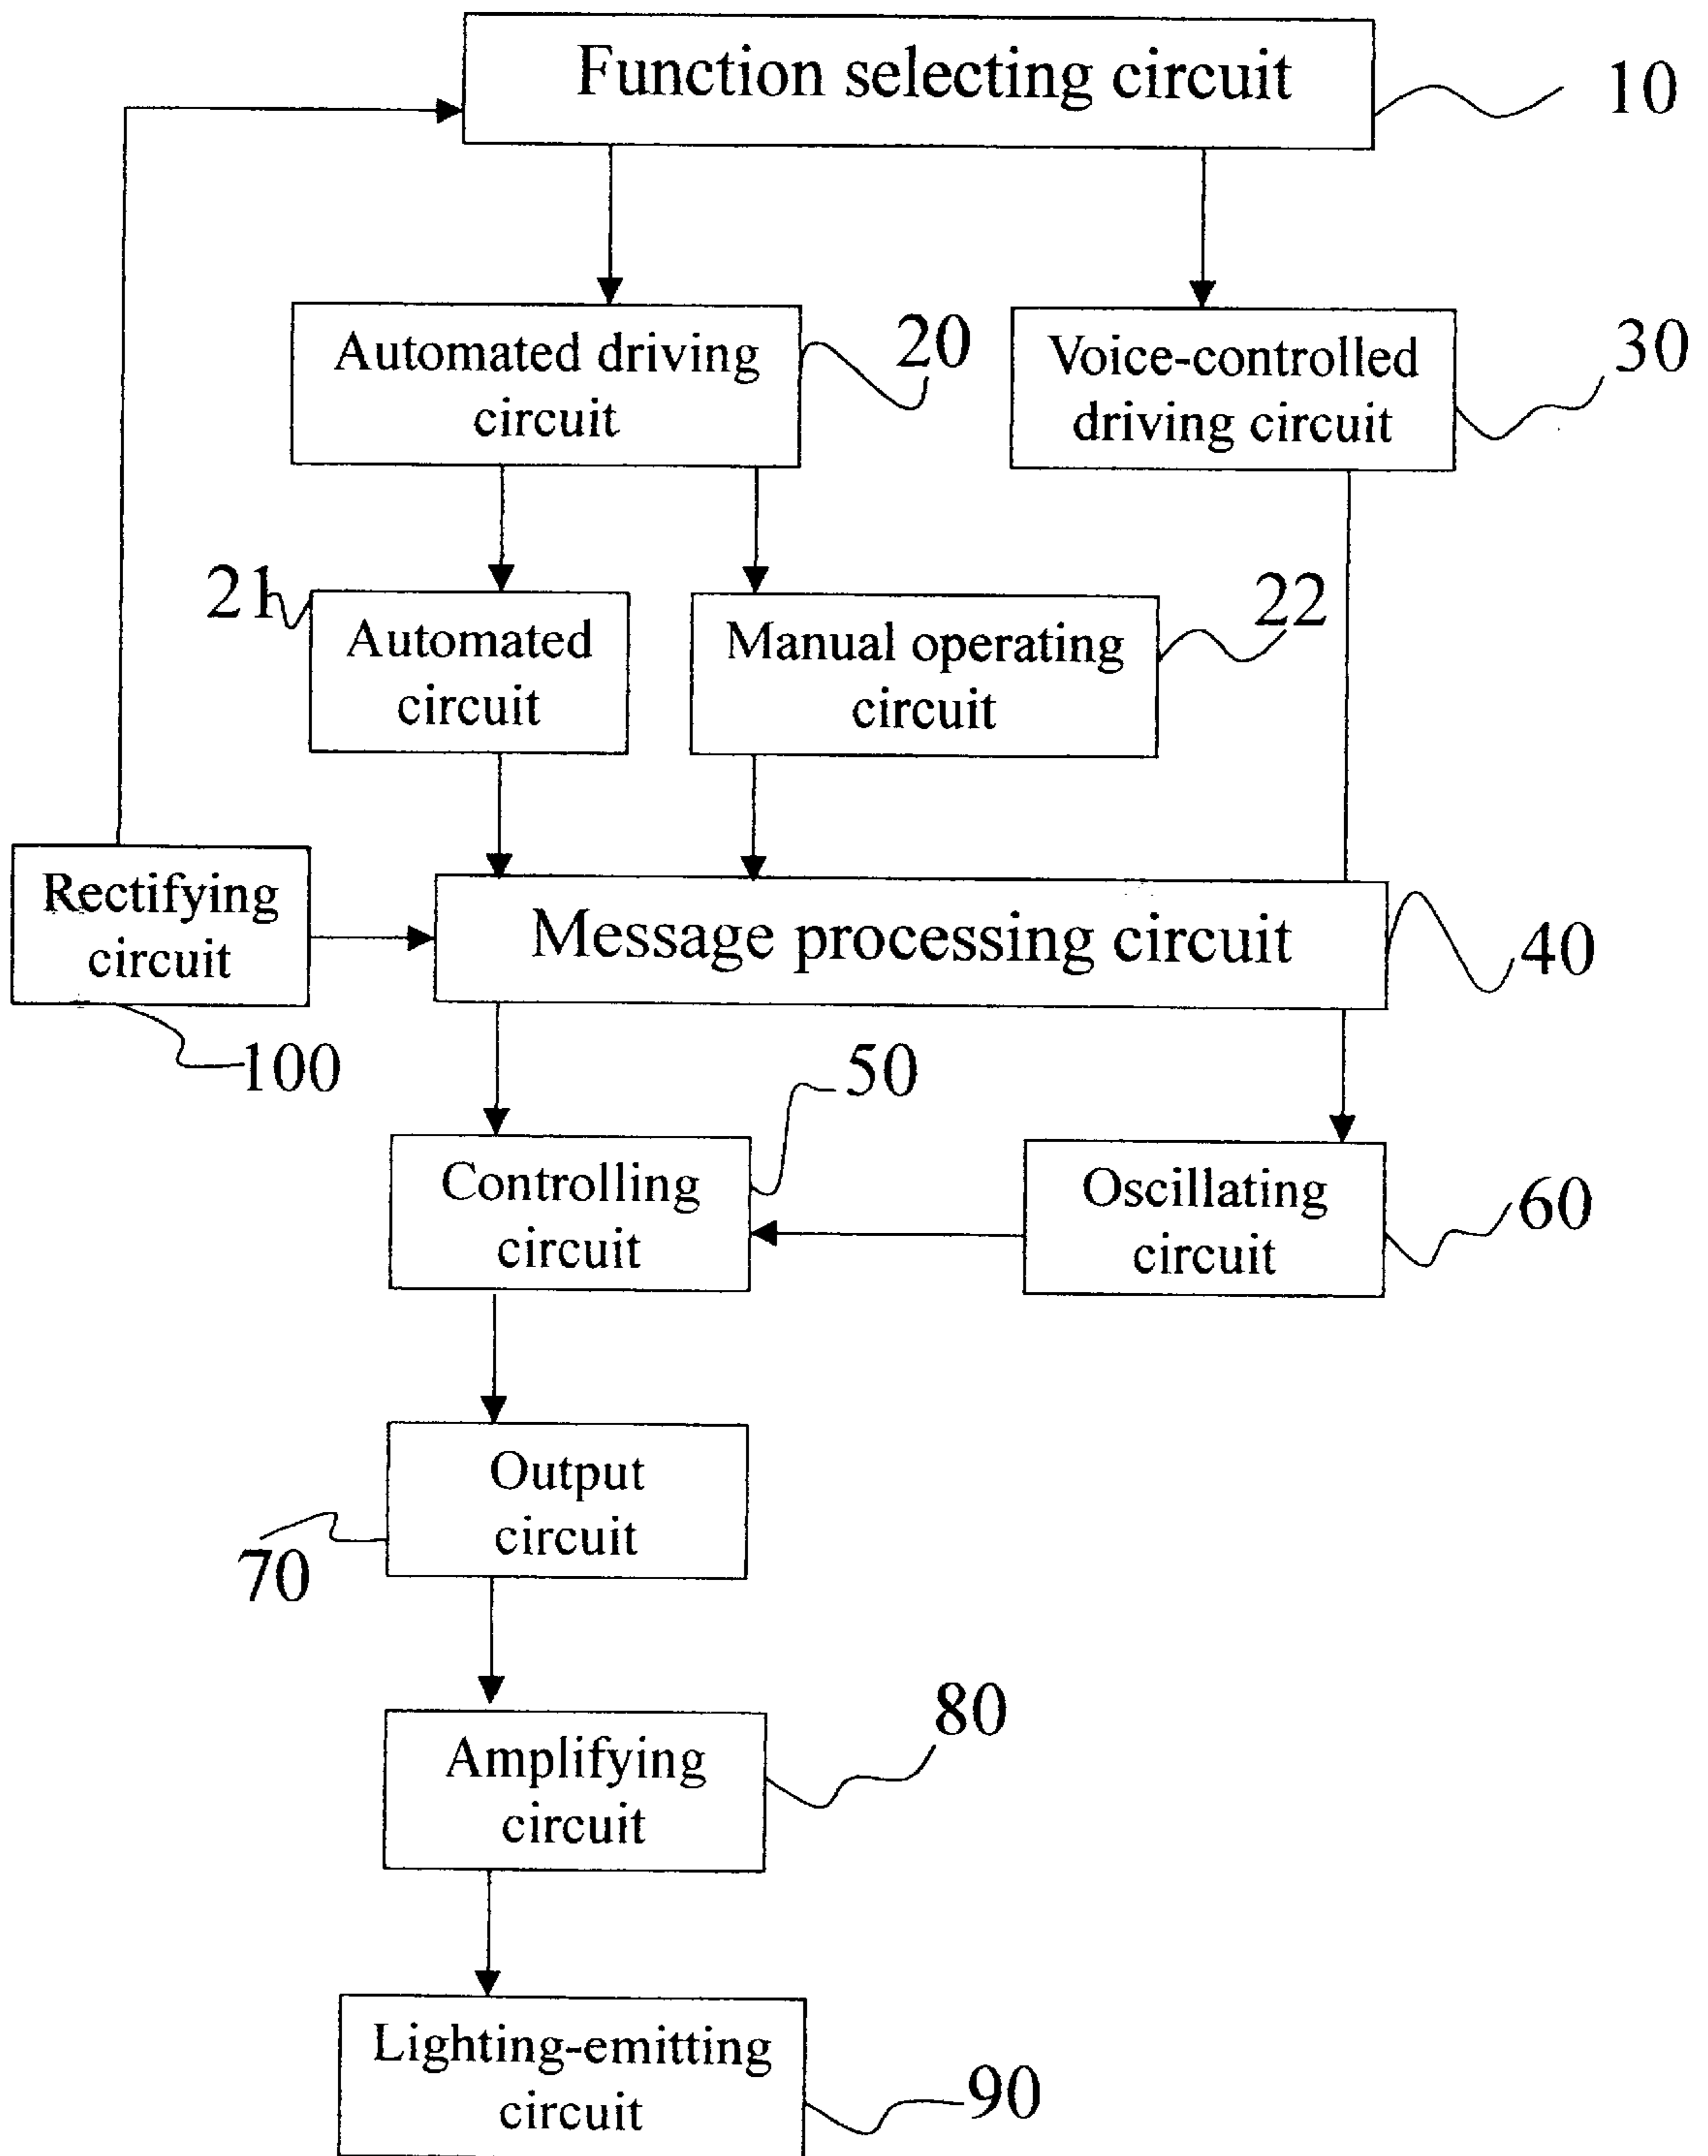 Function selecting circuit
10
Automated driving
circuit
20
Voice-controlled
driving circuit
30
21
Automated
circuit
Manual operating
circuit
22
Rectifying
circuit
100
Message processing circuit
40
50
Controlling
circuit
Oscillating
circuit
60
Output
circuit
70
Amplifying
circuit
80
Lighting-emitting
circuit
90